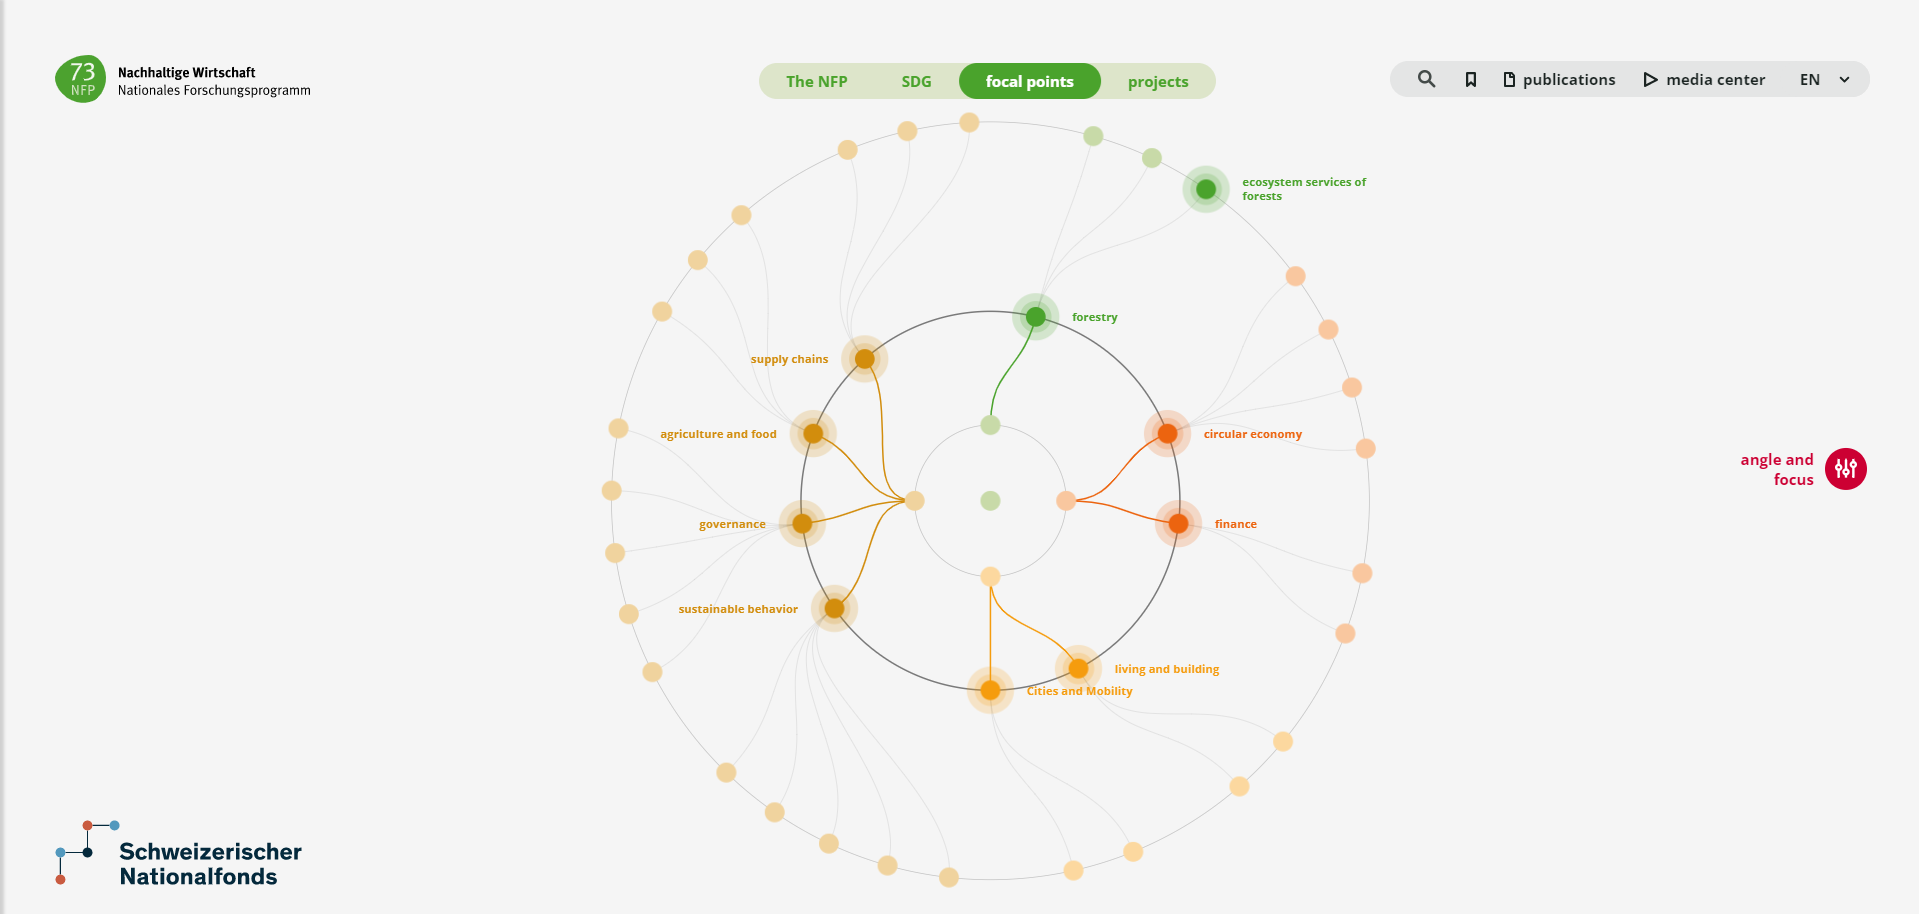 73
NFP
Nachhaltige Wirtschaft
Nationales Forschungsprogramm
The NFP
SDG
focal points
projects
publications
media center
EN
ecosystem services of
forests
forestry
supply chains
agriculture and food
circular economy
angle and
focus
governance
finance
sustainable behavior
living and building
Cities and Mobility
Schweizerischer
Nationalfonds